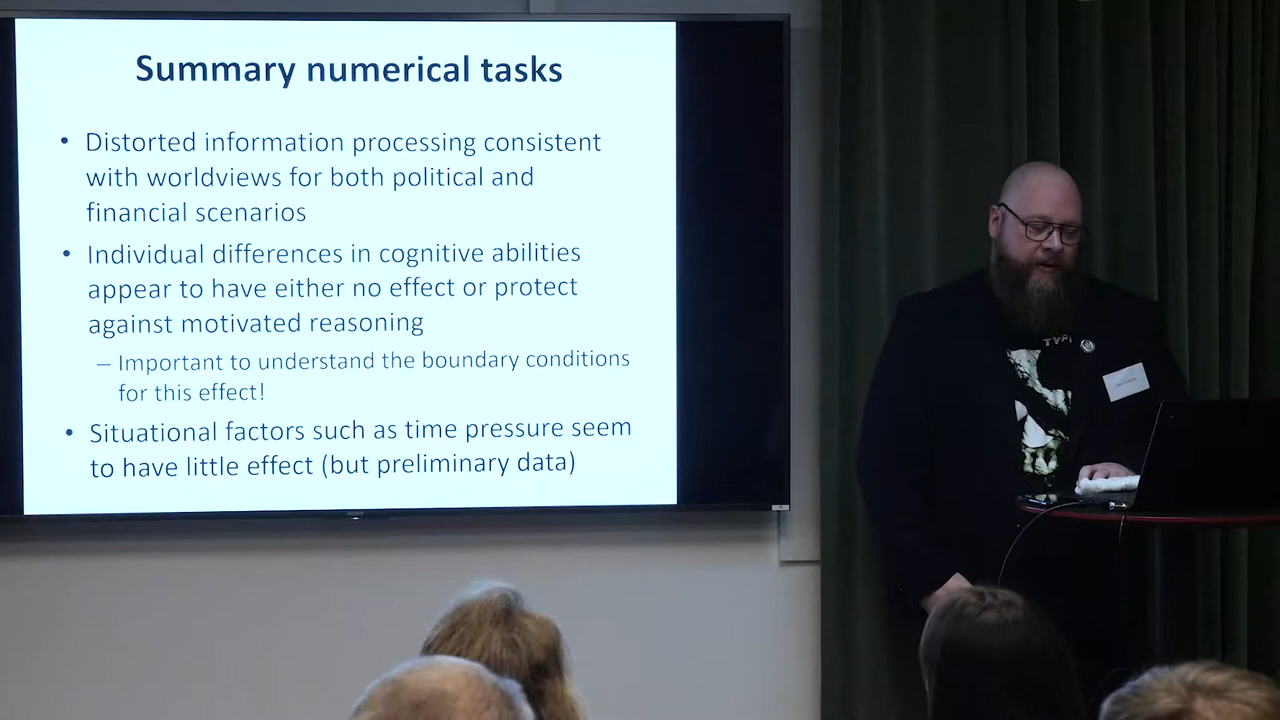 Summary numerical tasks
• Distorted information processing consistent
with worldviews for both political and
financial scenarios
• Individual differences in cognitive abilities
appear to have either no effect or protect
against motivated reasoning
– Important to understand the boundary conditions
for this effect!
• Situational factors such as time pressure seem
to have little effect (but preliminary data)
SONY